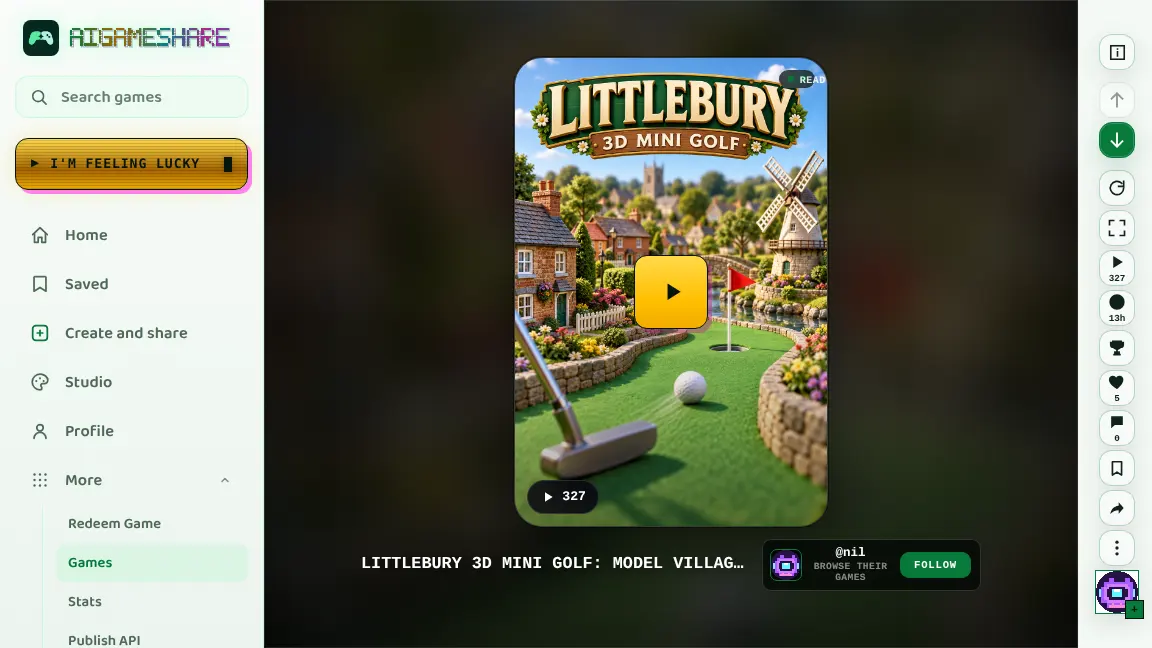 AIGAMESHARE
Search games
I'M FEELING LUCKY
Home
Saved
Create and share
Studio
Profile
More
Redeem Game
Games
Stats
Publish API
READ
LITTLEBURY
3D MINI GOLF
327
LITTLEBURY 3D MINI GOLF: MODEL VILLAG…
@nil
BROWSE THEIR
GAMES
FOLLOW
327
13h
5
0